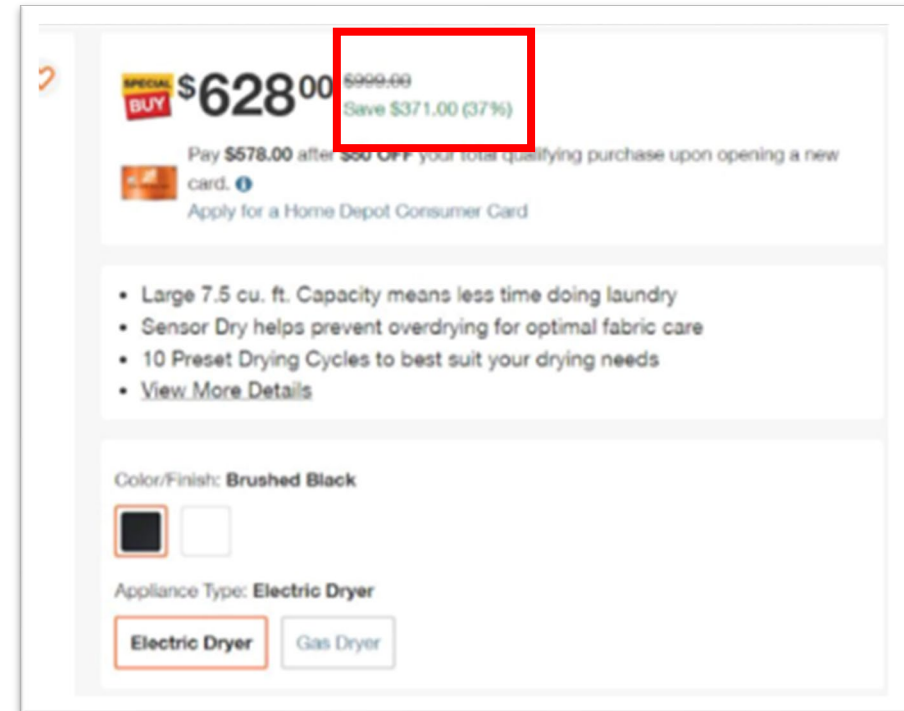 SPECIAL BUY $628.00 $999.00
Save $371.00 (37%)
Pay $578.00 after $50 OFF your total qualifying purchase upon opening a new
card.
Apply for a Home Depot Consumer Card
• Large 7.5 cu. ft. Capacity means less time doing laundry
• Sensor Dry helps prevent overdrying for optimal fabric care
• 10 Preset Drying Cycles to best suit your drying needs
• View More Details
Color/Finish: Brushed Black
Appliance Type: Electric Dryer
Electric Dryer Gas Dryer